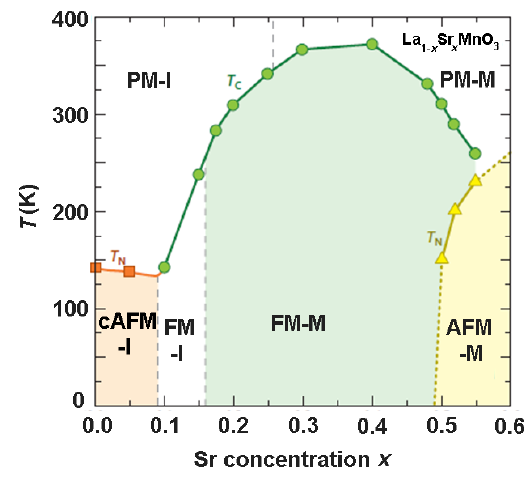 400
300
200
100
0
T(K)
La1-xSrxMnO3
PM-I
TC
PM-M
TN
TN
cAFM
-I
FM
-I
FM-M
AFM
-M
0.0 0.1 0.2 0.3 0.4 0.5 0.6
Sr concentration x